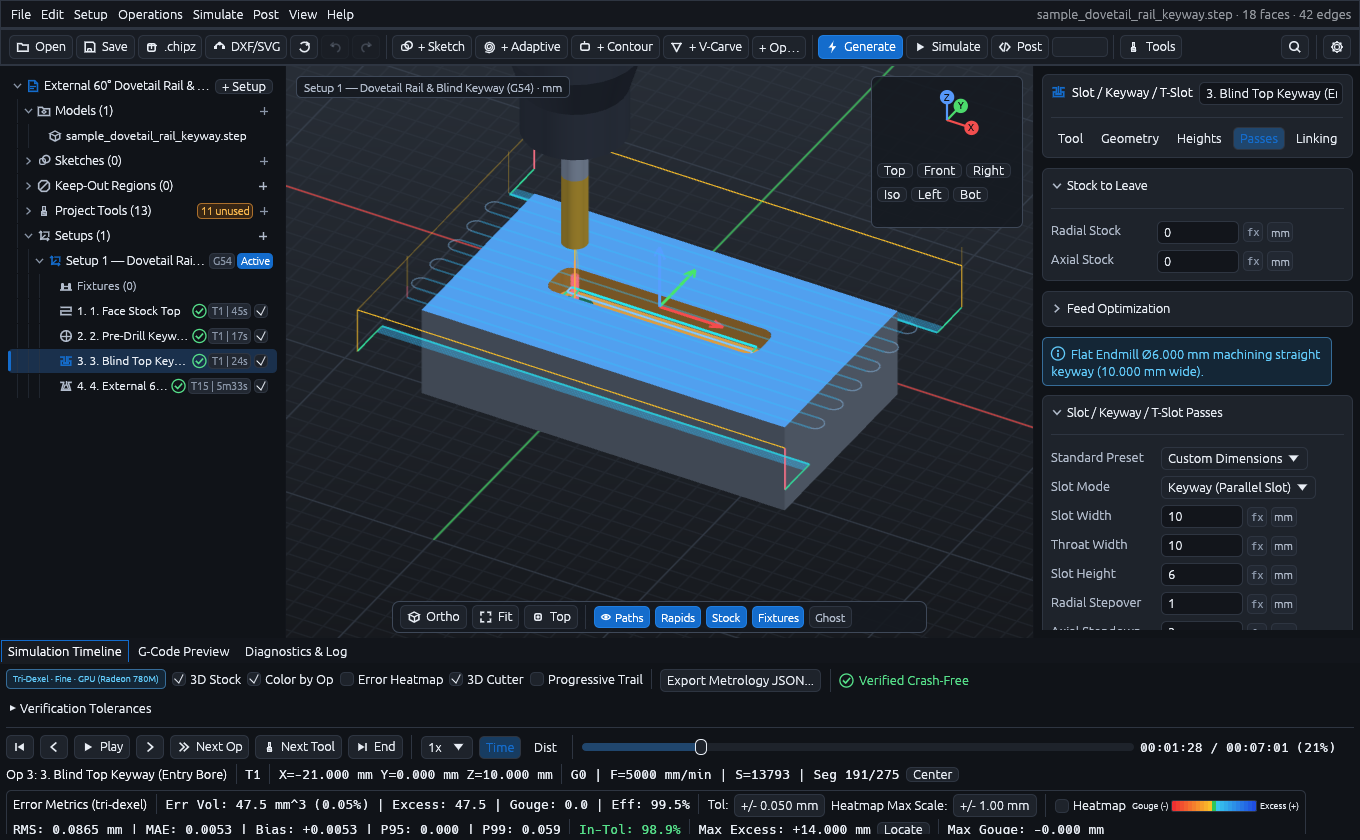 File Edit Setup Operations Simulate Post View Help
sample_dovetail_rail_keyway.step · 18 faces · 42 edges
Open Save .chipz DXF/SVG + Sketch + Adaptive + Contour + V-Carve + Op… Generate Simulate Post Tools
External 60° Dovetail Rail & … + Setup
Models (1) +
sample_dovetail_rail_keyway.step
Sketches (0) +
Keep-Out Regions (0) +
Project Tools (13) 11 unused +
Setups (1) +
Setup 1 — Dovetail Rai… G54 Active
Fixtures (0)
1. 1. Face Stock Top T1 | 45s
2. 2. Pre-Drill Keyw… T1 | 17s
3. 3. Blind Top Key… T1 | 24s
4. 4. External 6… T15 | 5m33s
Setup 1 — Dovetail Rail & Blind Keyway (G54) · mm
Z
Y
X
Top Front Right
Iso Left Bot
Ortho Fit Top Paths Rapids Stock Fixtures Ghost
Slot / Keyway / T-Slot 3. Blind Top Keyway (Er
Tool Geometry Heights Passes Linking
Stock to Leave
Radial Stock 0 fx mm
Axial Stock 0 fx mm
Feed Optimization
Flat Endmill Ø6.000 mm machining straight
keyway (10.000 mm wide).
Slot / Keyway / T-Slot Passes
Standard Preset Custom Dimensions
Slot Mode Keyway (Parallel Slot)
Slot Width 10 fx mm
Throat Width 10 fx mm
Slot Height 6 fx mm
Radial Stepover 1 fx mm
Simulation Timeline G-Code Preview Diagnostics & Log
Tri-Dexel · Fine · GPU (Radeon 780M) 3D Stock Color by Op Error Heatmap 3D Cutter Progressive Trail Export Metrology JSON... Verified Crash-Free
Verification Tolerances
Play Next Op Next Tool End 1x Time Dist 00:01:28 / 00:07:01 (21%)
Op 3: 3. Blind Top Keyway (Entry Bore) T1 X=-21.000 mm Y=0.000 mm Z=10.000 mm G0 | F=5000 mm/min | S=13793 | Seg 191/275 Center
Error Metrics (tri-dexel) Err Vol: 47.5 mm^3 (0.05%) | Excess: 47.5 | Gouge: 0.0 | Eff: 99.5% Tol: +/- 0.050 mm Heatmap Max Scale: +/- 1.00 mm Heatmap Gouge (-) Excess (+)
RMS: 0.0865 mm | MAE: 0.0053 | Bias: +0.0053 | P95: 0.000 | P99: 0.059 In-Tol: 98.9% Max Excess: +14.000 mm Locate Max Gouge: -0.000 mm